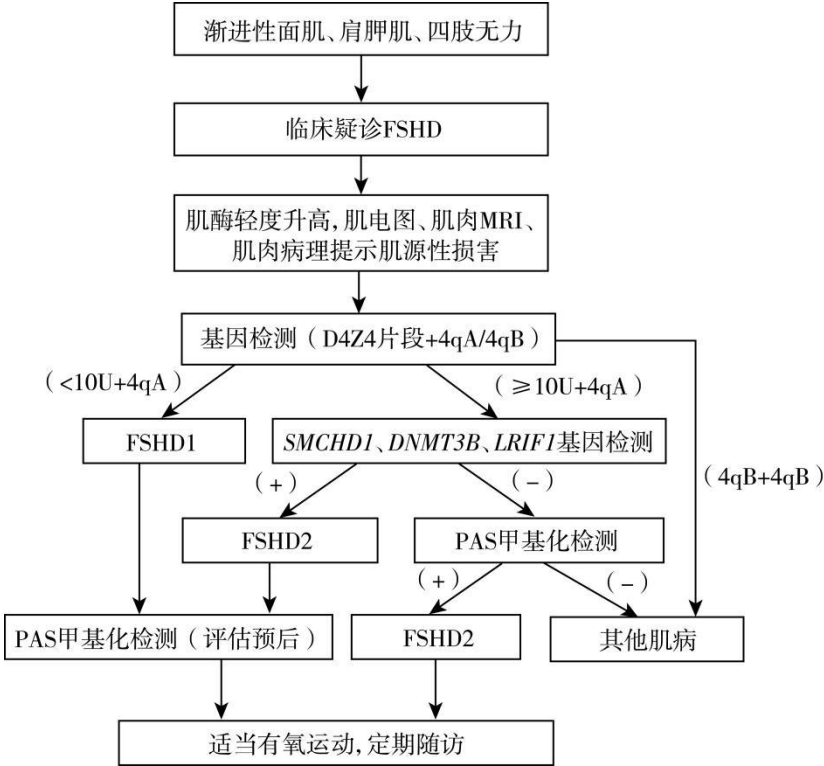 渐进性面肌、肩胛肌、四肢无力
临床疑诊FSHD
肌酶轻度升高，肌电图、肌肉MRI、
肌肉病理提示肌源性损害
基因检测（D4Z4片段+4qA/4qB）
（<10U+4qA）
（≥10U+4qA）
FSHD1
SMCHD1、DNMT3B、LRIF1基因检测
（4qB+4qB）
（+）
（-）
FSHD2
PAS甲基化检测
（+）
（-）
PAS甲基化检测（评估预后）
FSHD2
其他肌病
适当有氧运动，定期随访